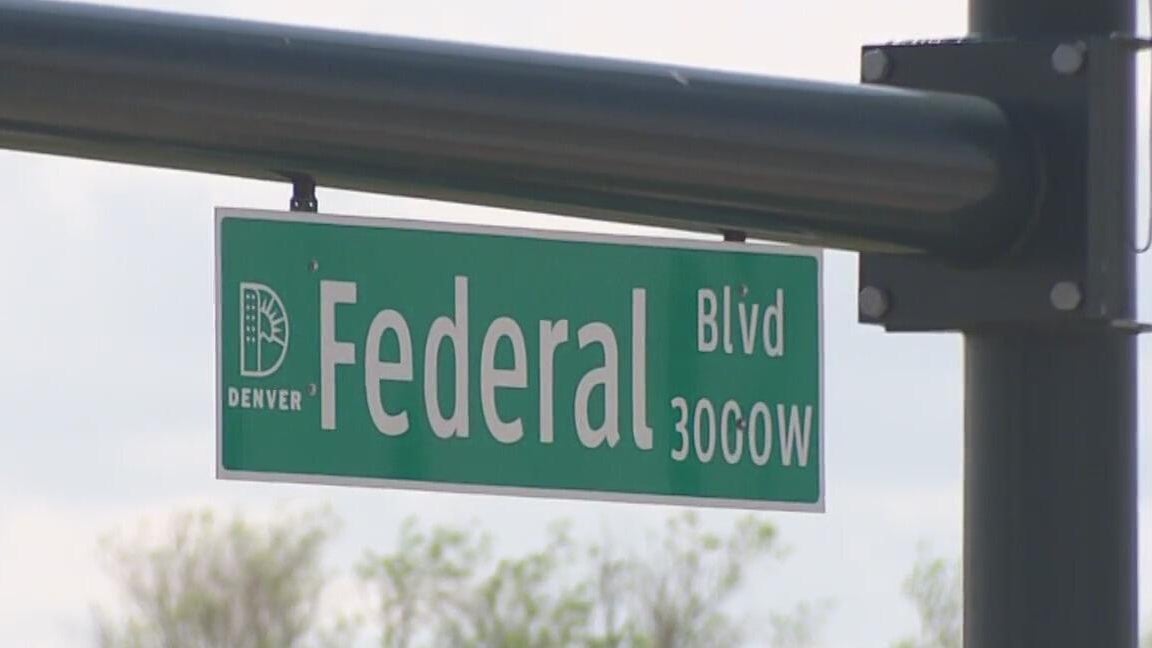 DENVER
Federal
Blvd
3000W